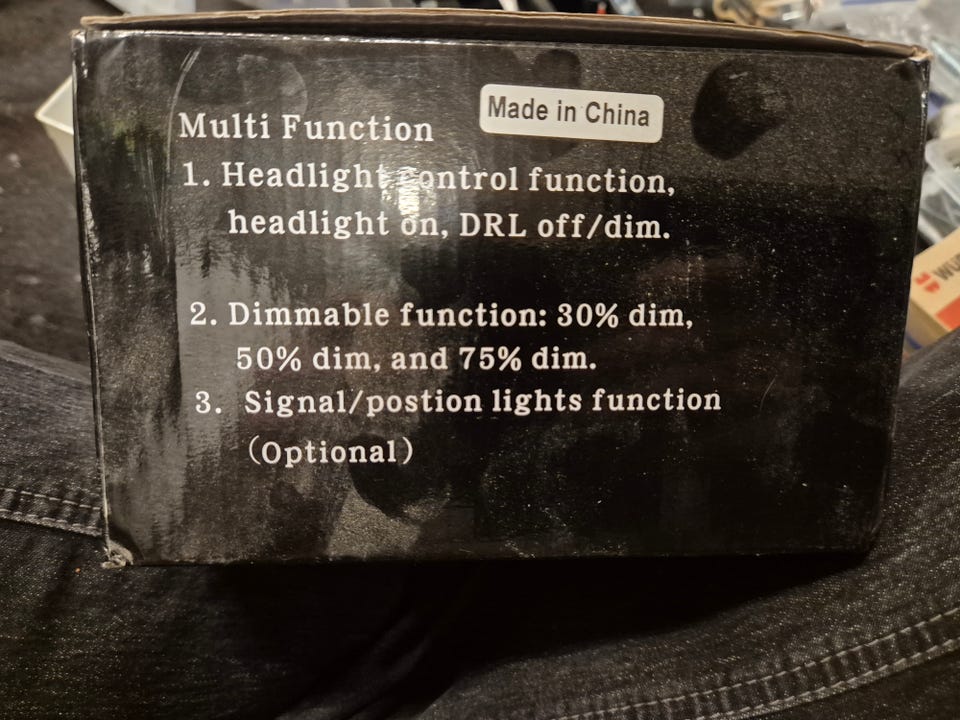 Made in China
Multi Function
1. Headlight control function,
headlight on, DRL off/dim.
2. Dimmable function: 30% dim,
50% dim, and 75% dim.
3. Signal/postion lights function
(Optional)